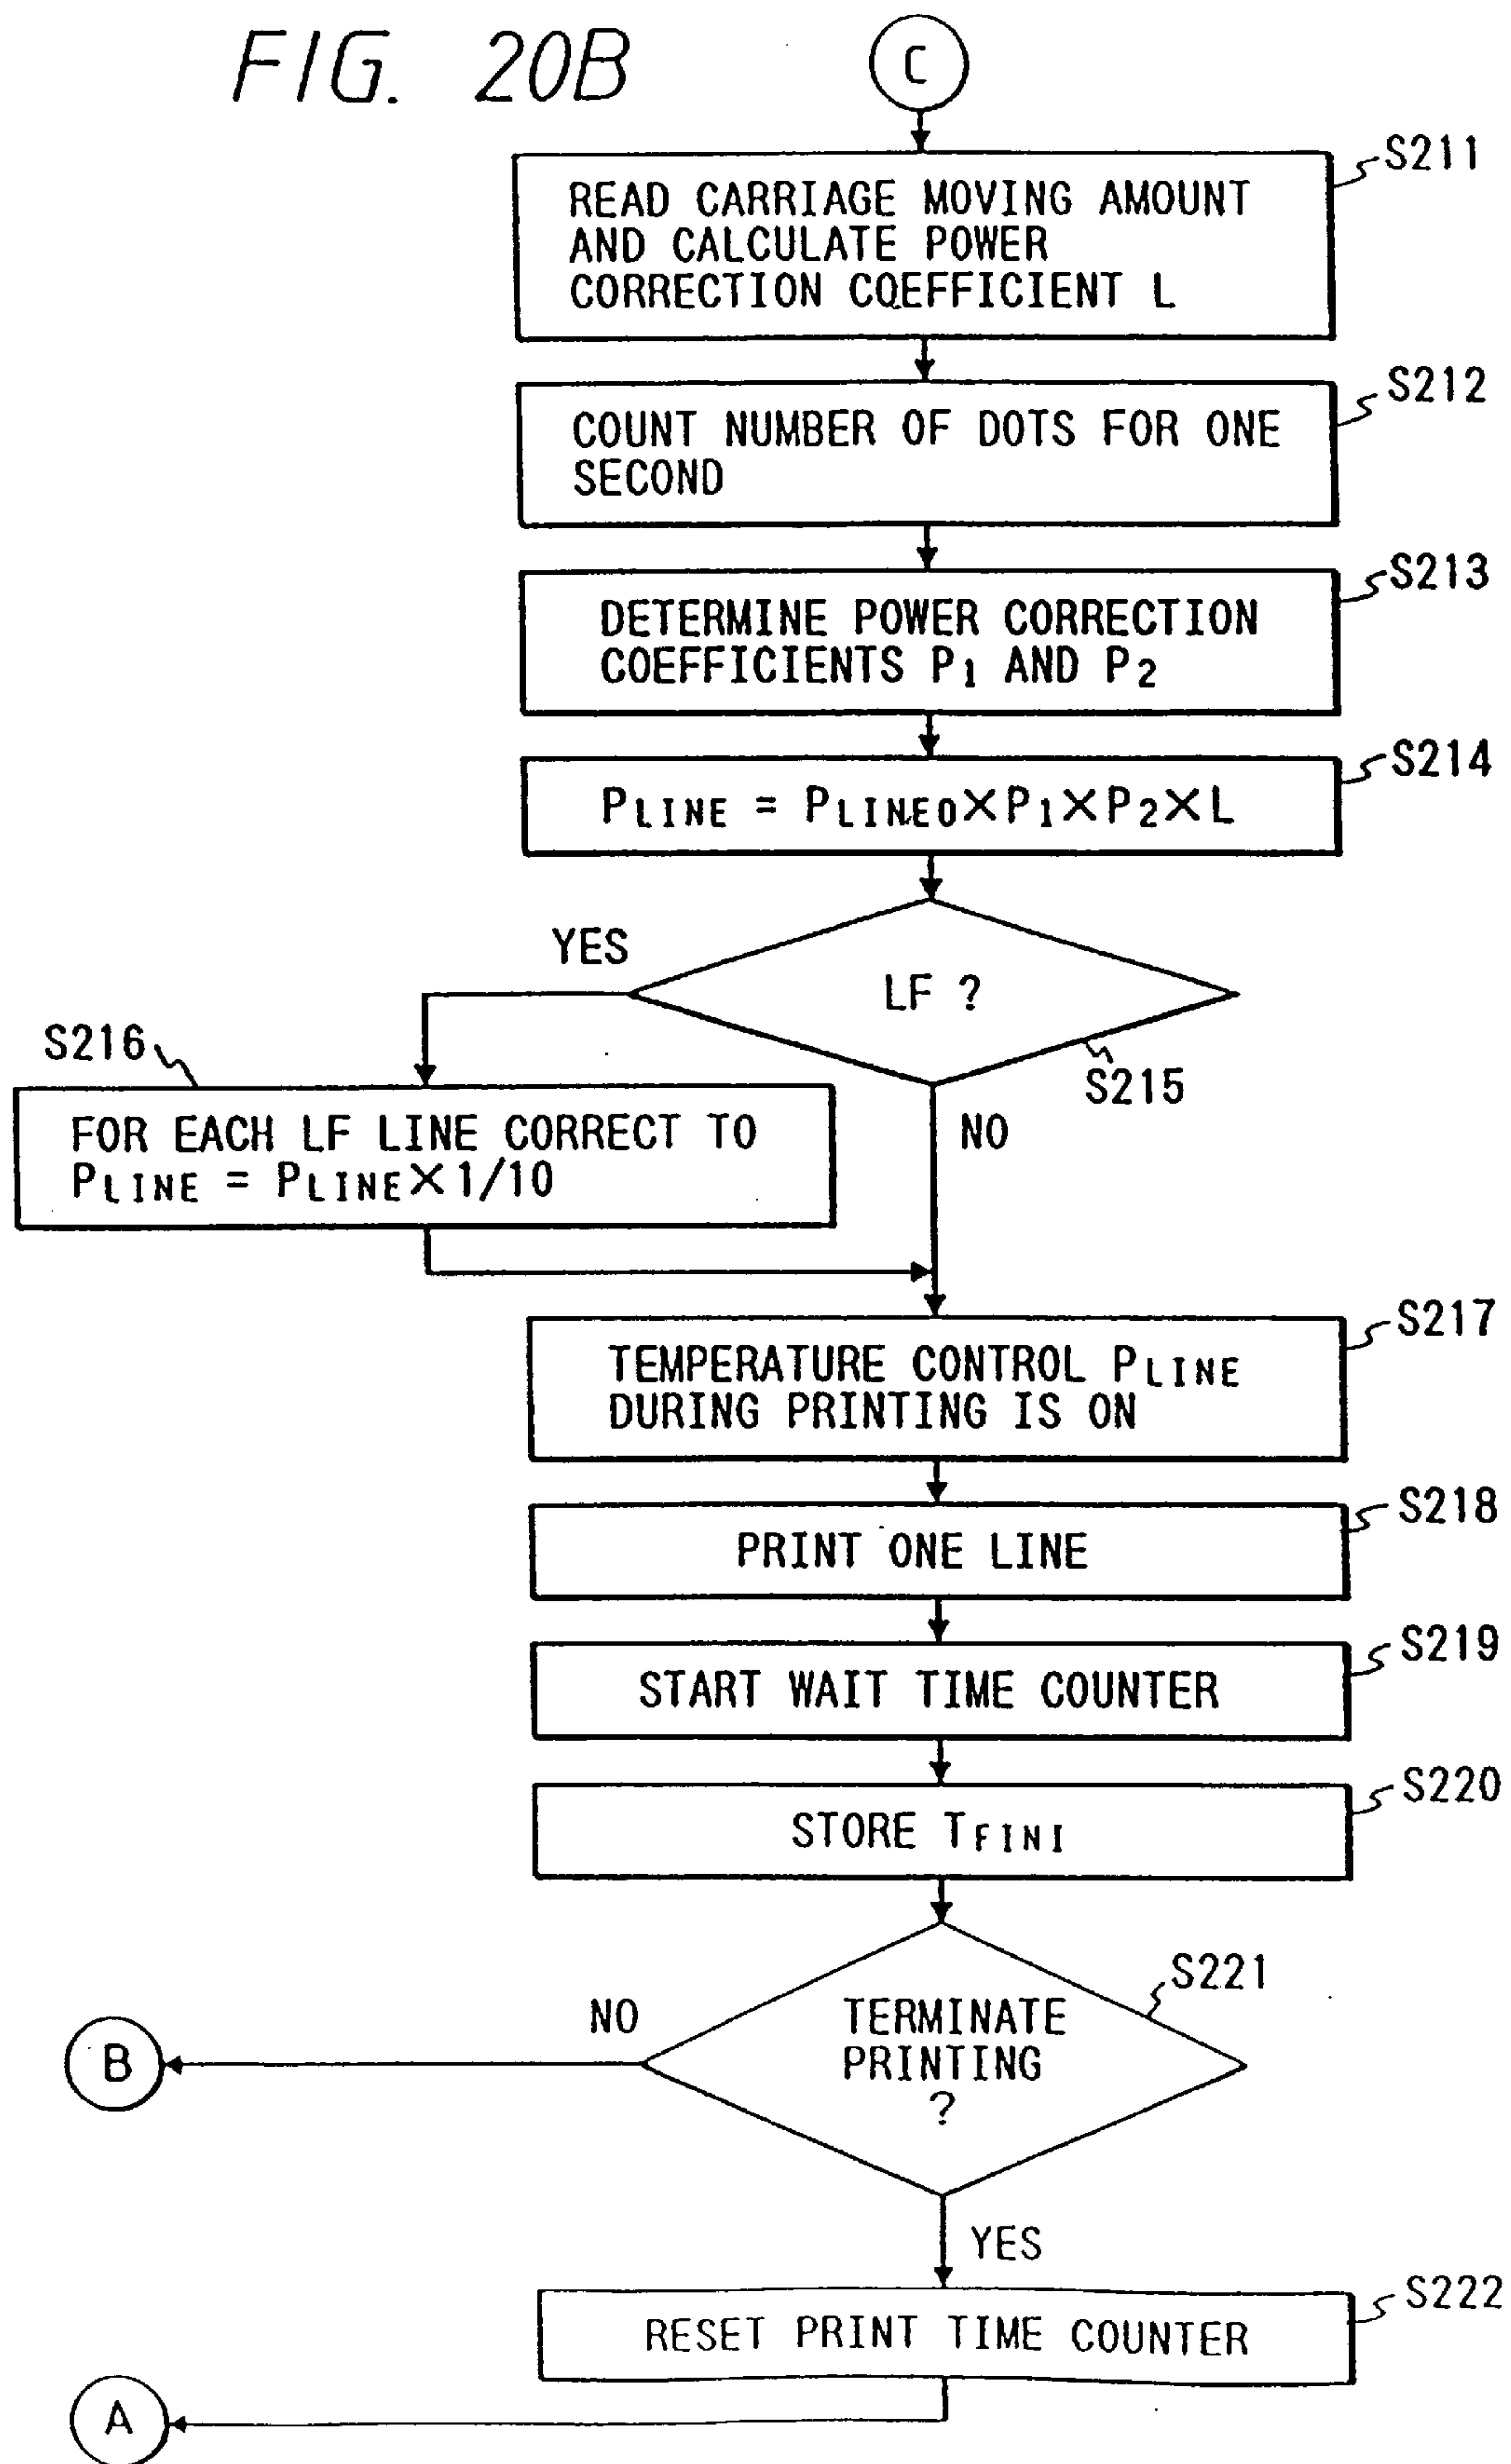 FIG. 20B
C
S211
READ CARRIAGE MOVING AMOUNT
AND CALCULATE POWER
CORRECTION COEFFICIENT L
S212
COUNT NUMBER OF DOTS FOR ONE
SECOND
S213
DETERMINE POWER CORRECTION
COEFFICIENTS P1 AND P2
S214
PLINE = PLINE0×P1×P2×L
YES
LF ?
S215
S216
FOR EACH LF LINE CORRECT TO
PLINE = PLINE×1/10
NO
S217
TEMPERATURE CONTROL PLINE
DURING PRINTING IS ON
S218
PRINT ONE LINE
S219
START WAIT TIME COUNTER
S220
STORE TFINI
S221
NO
TERMINATE
PRINTING
?
B
YES
S222
RESET PRINT TIME COUNTER
A